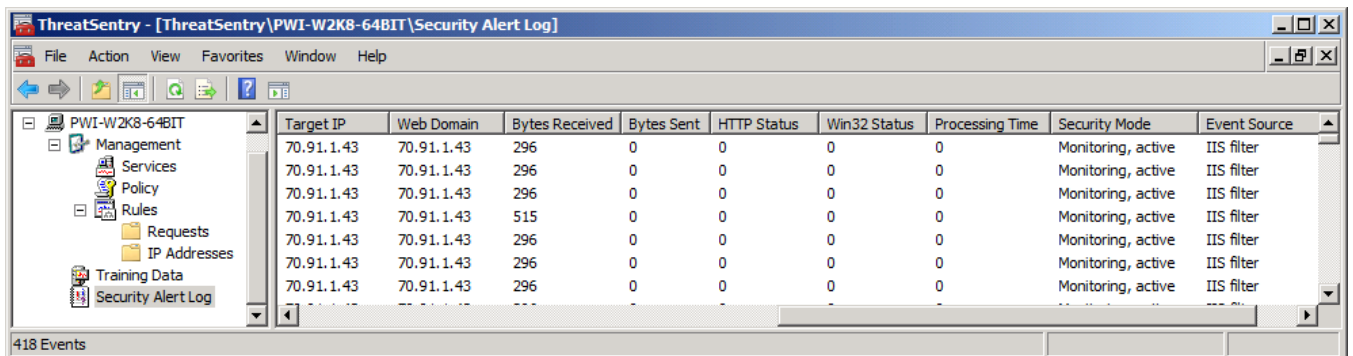 ThreatSentry - [ThreatSentry\PWI-W2K8-64BIT\Security Alert Log]
File Action View Favorites Window Help
PWI-W2K8-64BIT
Management
Services
Policy
Rules
Requests
IP Addresses
Training Data
Security Alert Log
Target IP Web Domain Bytes Received Bytes Sent HTTP Status Win32 Status Processing Time Security Mode Event Source
70.91.1.43 70.91.1.43 296 0 0 0 0 Monitoring, active IIS filter
70.91.1.43 70.91.1.43 296 0 0 0 0 Monitoring, active IIS filter
70.91.1.43 70.91.1.43 296 0 0 0 0 Monitoring, active IIS filter
70.91.1.43 70.91.1.43 515 0 0 0 0 Monitoring, active IIS filter
70.91.1.43 70.91.1.43 296 0 0 0 0 Monitoring, active IIS filter
70.91.1.43 70.91.1.43 296 0 0 0 0 Monitoring, active IIS filter
70.91.1.43 70.91.1.43 296 0 0 0 0 Monitoring, active IIS filter
418 Events